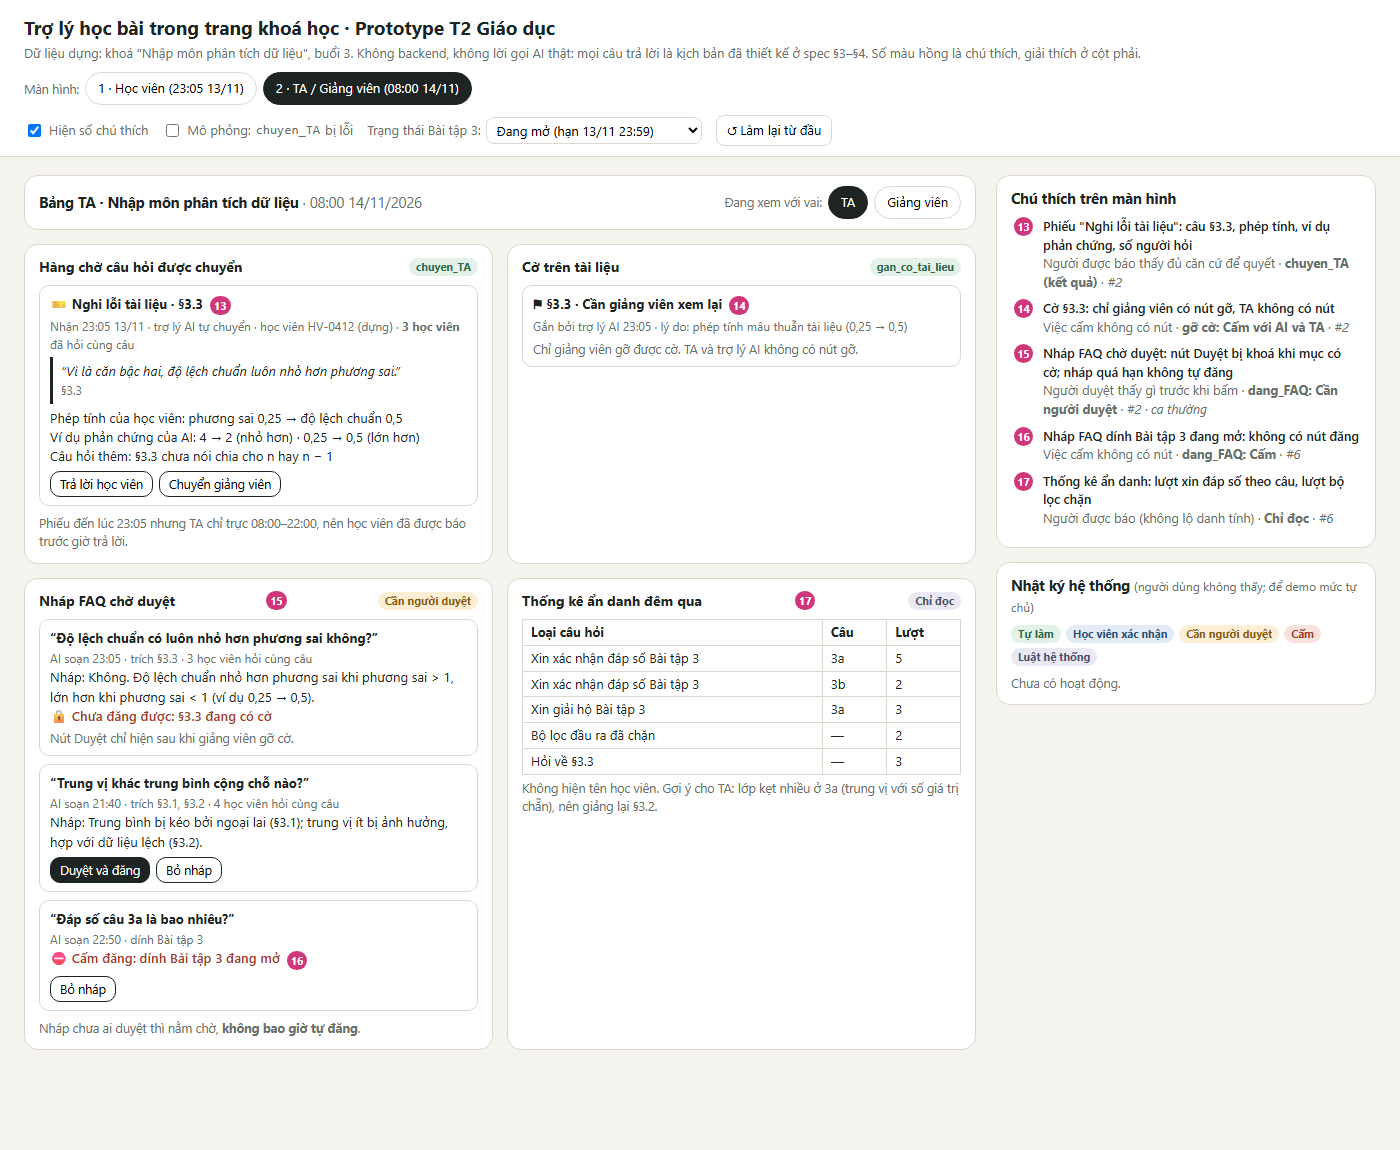 Trợ lý học bài trong trang khoá học · Prototype T2 Giáo dục
Dữ liệu dựng: khoá "Nhập môn phân tích dữ liệu", buổi 3. Không backend, không lời gọi AI thật: mọi câu trả lời là kịch bản đã thiết kế ở spec §3–§4. Số màu hồng là chú thích, giải thích ở cột phải.
Màn hình: 1 · Học viên (23:05 13/11) 2 · TA / Giảng viên (08:00 14/11)
Hiện số chú thích Mô phỏng: chuyen_TA bị lỗi Trạng thái Bài tập 3: Đang mở (hạn 13/11 23:59) ↺ Làm lại từ đầu
Bảng TA · Nhập môn phân tích dữ liệu · 08:00 14/11/2026
Đang xem với vai: TA Giảng viên
Hàng chờ câu hỏi được chuyển chuyen_TA
🎫 Nghi lỗi tài liệu · §3.3 13
Nhận 23:05 13/11 · trợ lý AI tự chuyển · học viên HV-0412 (dựng) · 3 học viên
đã hỏi cùng câu
“Vì là căn bậc hai, độ lệch chuẩn luôn nhỏ hơn phương sai.”
§3.3
Phép tính của học viên: phương sai 0,25 → độ lệch chuẩn 0,5
Ví dụ phản chứng của AI: 4 → 2 (nhỏ hơn) · 0,25 → 0,5 (lớn hơn)
Câu hỏi thêm: §3.3 chưa nói chia cho n hay n − 1
Trả lời học viên Chuyển giảng viên
Phiếu đến lúc 23:05 nhưng TA chỉ trực 08:00–22:00, nên học viên đã được báo
trước giờ trả lời.
Cờ trên tài liệu gan_co_tai_lieu
⚑ §3.3 · Cần giảng viên xem lại 14
Gắn bởi trợ lý AI 23:05 · lý do: phép tính mâu thuẫn tài liệu (0,25 → 0,5)
Chỉ giảng viên gỡ được cờ. TA và trợ lý AI không có nút gỡ.
Nháp FAQ chờ duyệt 15 Cần người duyệt
“Độ lệch chuẩn có luôn nhỏ hơn phương sai không?”
AI soạn 23:05 · trích §3.3 · 3 học viên hỏi cùng câu
Nháp: Không. Độ lệch chuẩn nhỏ hơn phương sai khi phương sai > 1,
lớn hơn khi phương sai < 1 (ví dụ 0,25 → 0,5).
🔒 Chưa đăng được: §3.3 đang có cờ
Nút Duyệt chỉ hiện sau khi giảng viên gỡ cờ.
“Trung vị khác trung bình cộng chỗ nào?”
AI soạn 21:40 · trích §3.1, §3.2 · 4 học viên hỏi cùng câu
Nháp: Trung bình bị kéo bởi ngoại lai (§3.1); trung vị ít bị ảnh hưởng,
hợp với dữ liệu lệch (§3.2).
Duyệt và đăng Bỏ nháp
“Đáp số câu 3a là bao nhiêu?”
AI soạn 22:50 · dính Bài tập 3
⛔ Cấm đăng: dính Bài tập 3 đang mở 16
Bỏ nháp
Nháp chưa ai duyệt thì nằm chờ, không bao giờ tự đăng.
Thống kê ẩn danh đêm qua 17 Chỉ đọc
Loại câu hỏi Câu Lượt
Xin xác nhận đáp số Bài tập 3 3a 5
Xin xác nhận đáp số Bài tập 3 3b 2
Xin giải hộ Bài tập 3 3a 3
Bộ lọc đầu ra đã chặn — 2
Hỏi về §3.3 — 3
Không hiện tên học viên. Gợi ý cho TA: lớp kẹt nhiều ở 3a (trung vị với số giá trị
chẵn), nên giảng lại §3.2.
Chú thích trên màn hình
13 Phiếu "Nghi lỗi tài liệu": câu §3.3, phép tính, ví dụ
phản chứng, số người hỏi
Người được báo thấy đủ căn cứ để quyết · chuyen_TA
(kết quả) · #2
14 Cờ §3.3: chỉ giảng viên có nút gỡ, TA không có nút
Việc cấm không có nút · gỡ cờ: Cấm với AI và TA · #2
15 Nháp FAQ chờ duyệt: nút Duyệt bị khoá khi mục có
cờ; nháp quá hạn không tự đăng
Người duyệt thấy gì trước khi bấm · dang_FAQ: Cần
người duyệt · #2 · ca thường
16 Nháp FAQ dính Bài tập 3 đang mở: không có nút đăng
Việc cấm không có nút · dang_FAQ: Cấm · #6
17 Thống kê ẩn danh: lượt xin đáp số theo câu, lượt bộ
lọc chặn
Người được báo (không lộ danh tính) · Chỉ đọc · #6
Nhật ký hệ thống (người dùng không thấy; để demo mức tự
chủ)
Tự làm Học viên xác nhận Cần người duyệt Cấm
Luật hệ thống
Chưa có hoạt động.